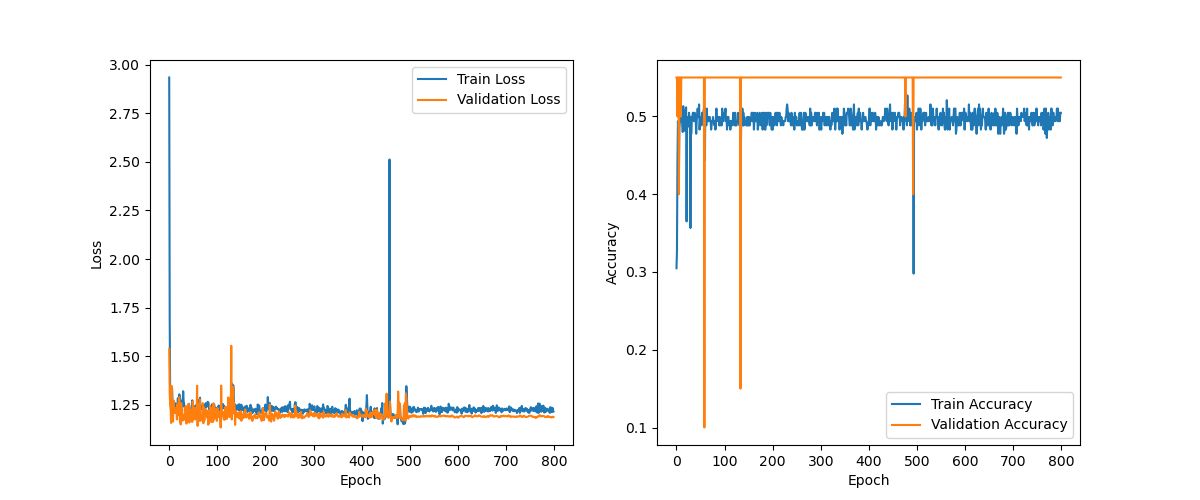 3.00
2.75
2.50
2.25
2.00
1.75
1.50
1.25
Loss
0 100 200 300 400 500 600 700 800
Epoch
Train Loss
Validation Loss
0.5
0.4
0.3
0.2
0.1
Accuracy
0 100 200 300 400 500 600 700 800
Epoch
Train Accuracy
Validation Accuracy